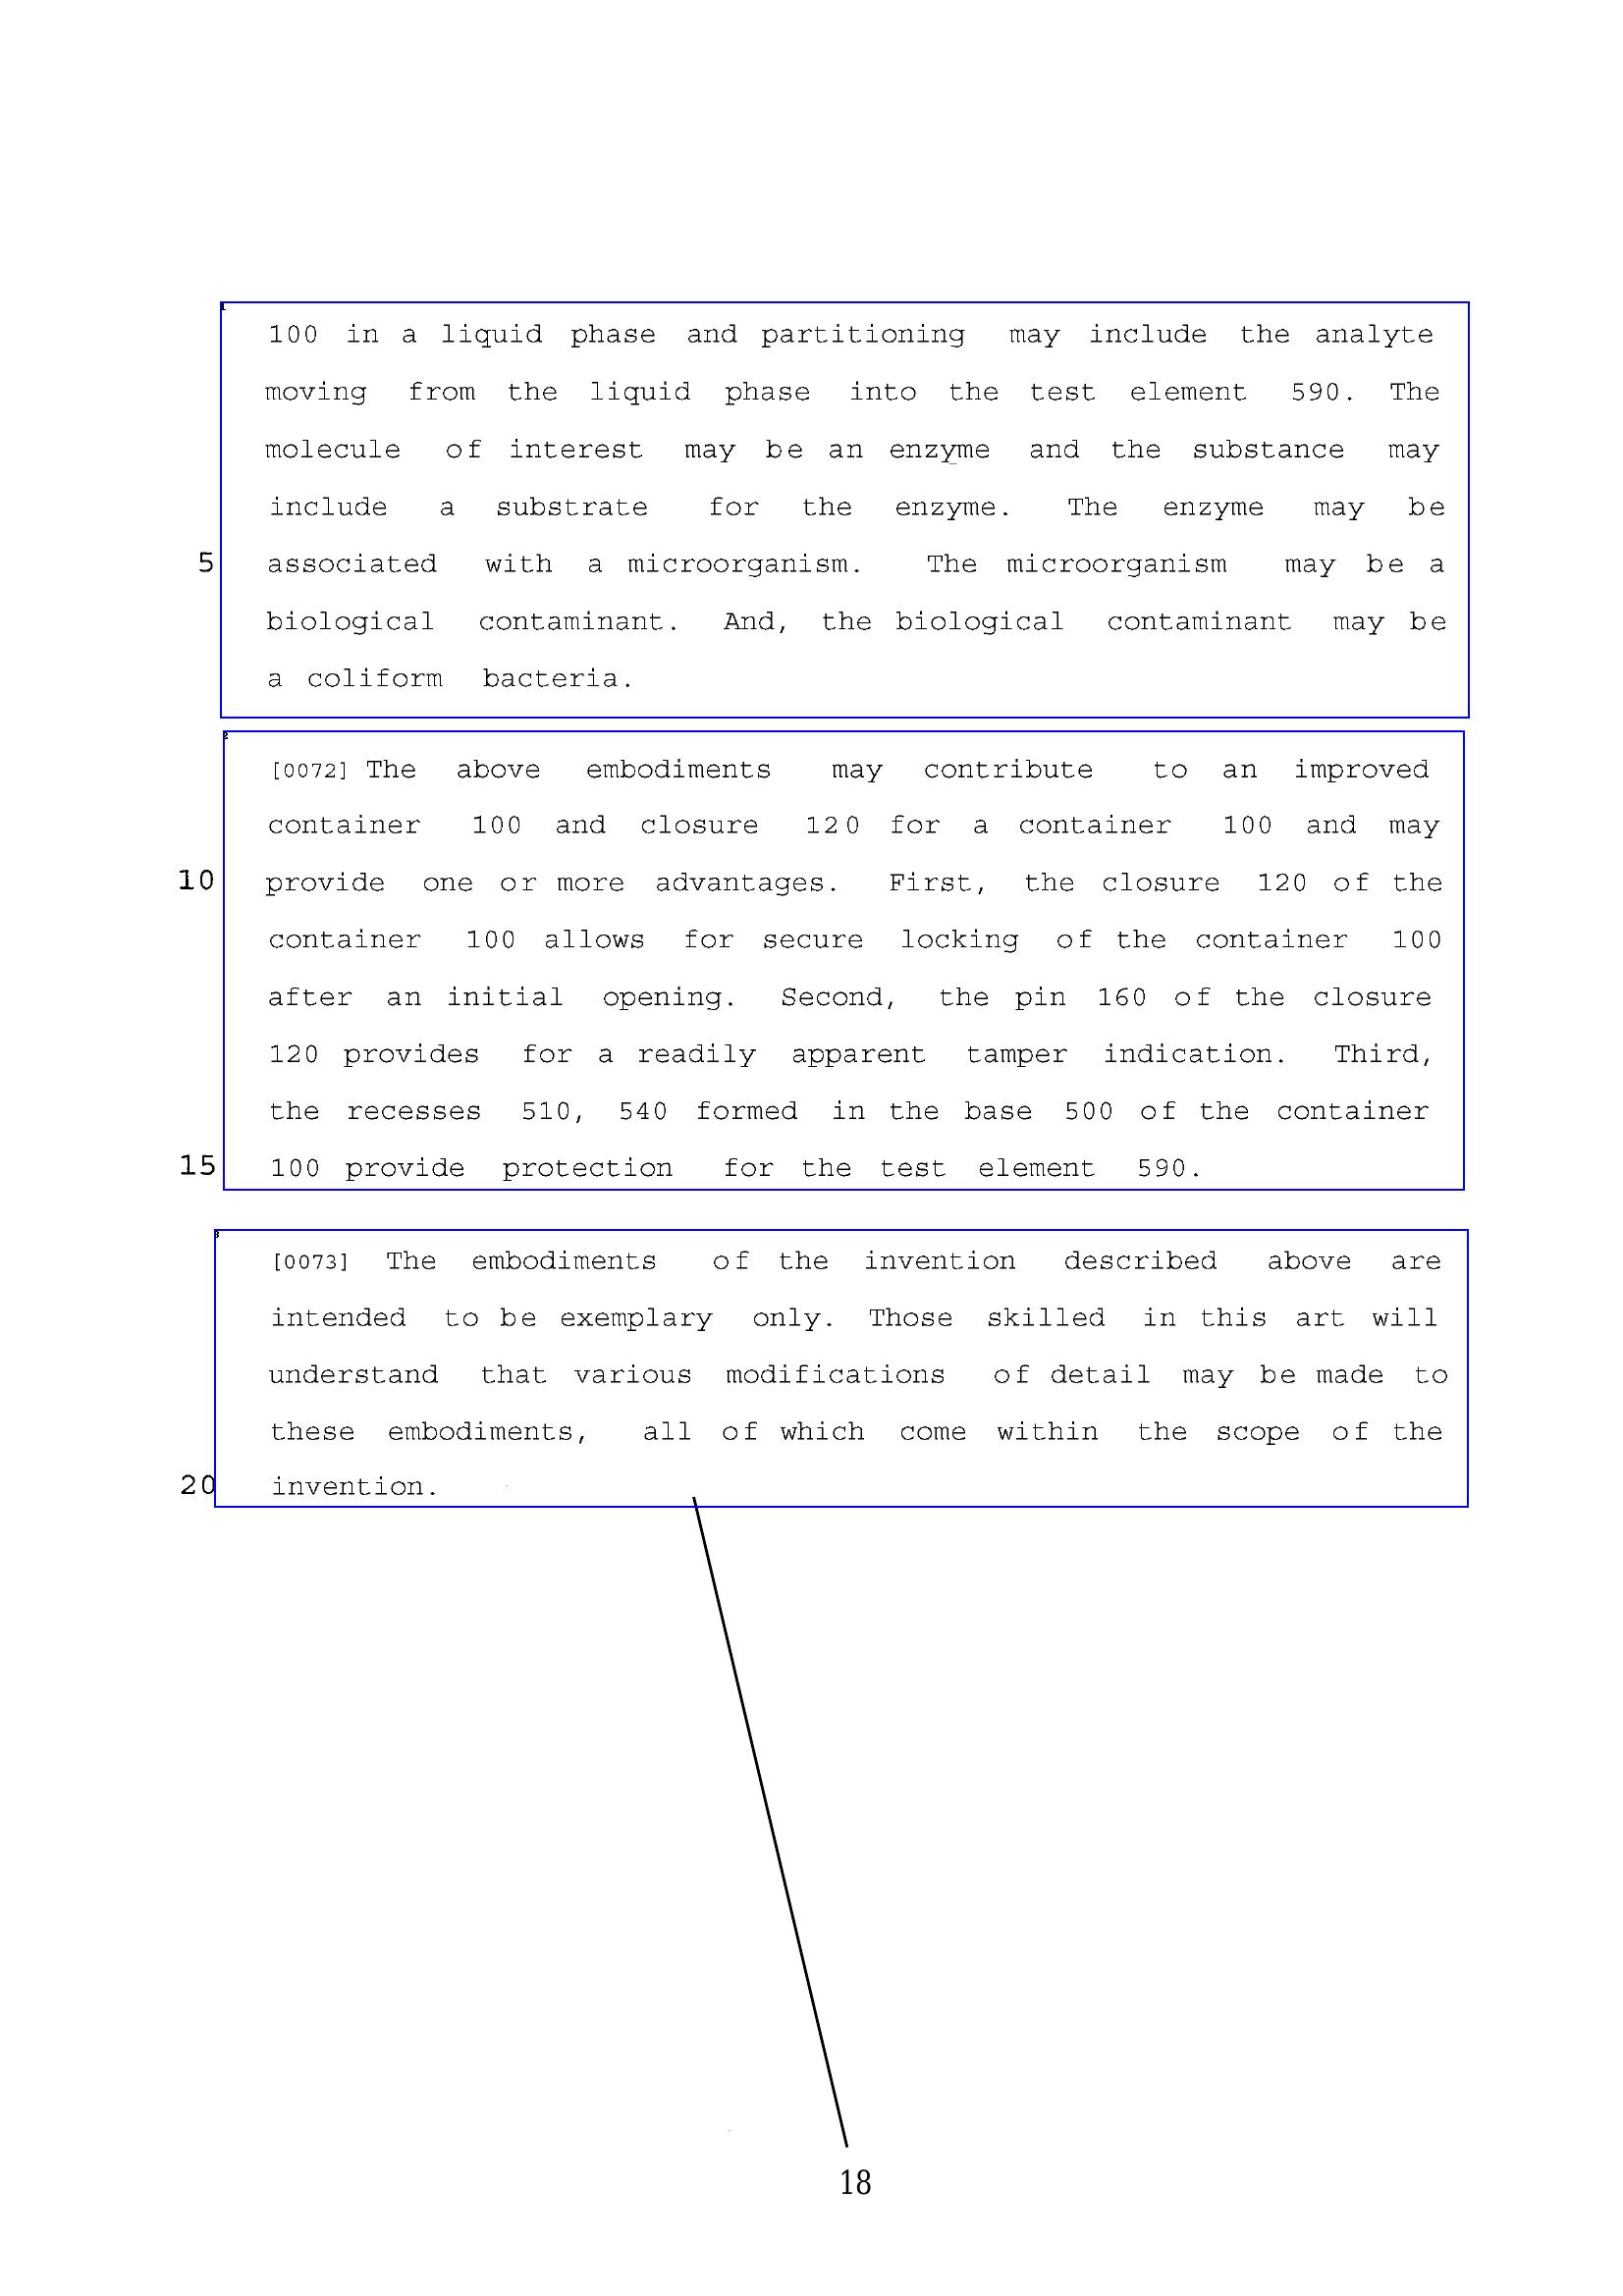 100 in a liquid phase and partitioning may include the analyte
moving from the liquid phase into the test element 590. The
molecule of interest may be an enzyme and the substance may
include a substrate for the enzyme. The enzyme may be
5 associated with a microorganism. The microorganism may be a
biological contaminant. And, the biological contaminant may be
a coliform bacteria.
[0072] The above embodiments may contribute to an improved
container 100 and closure 120 for a container 100 and may
10 provide one or more advantages. First, the closure 120 of the
container 100 allows for secure locking of the container 100
after an initial opening. Second, the pin 160 of the closure
120 provides for a readily apparent tamper indication. Third,
the recesses 510, 540 formed in the base 500 of the container
15 100 provide protection for the test element 590.
[0073] The embodiments of the invention described above are
intended to be exemplary only. Those skilled in this art will
understand that various modifications of detail may be made to
these embodiments, all of which come within the scope of the
20 invention.
18